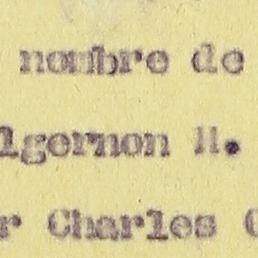 nombre de
lgernon H.
r Charles